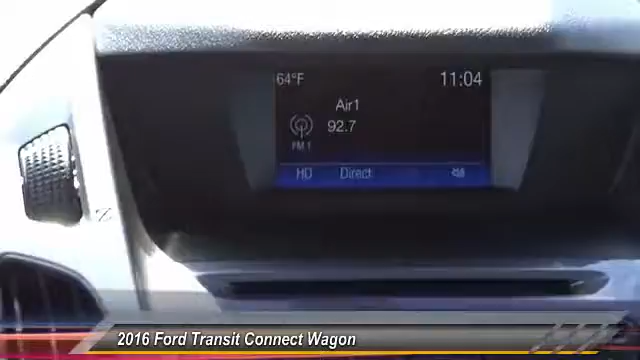 64°F 11:04
Air1
92.7
FM 1
HD Direct
2016 Ford Transit Connect Wagon